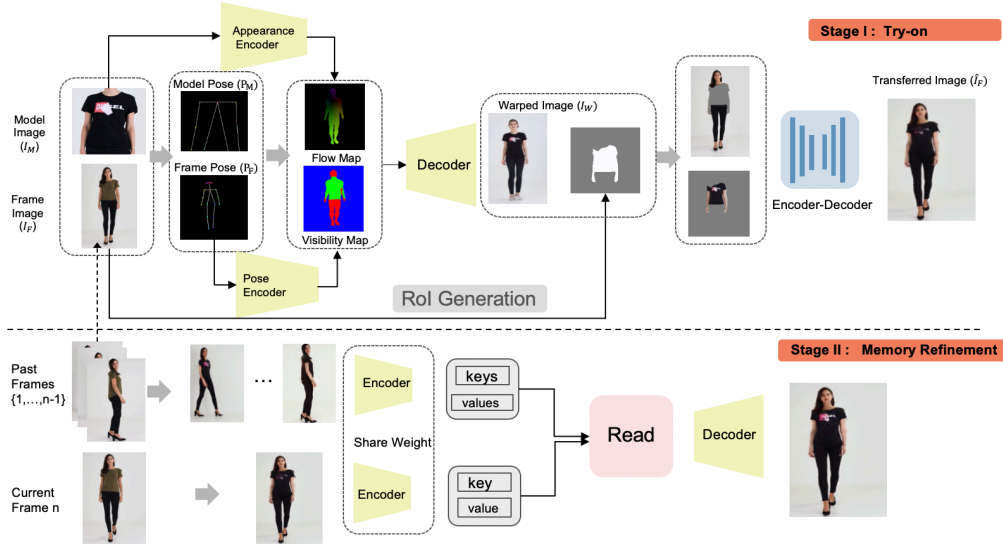 Appearance
Encoder
Stage I : Try-on
Model Pose (P_M)
Model
Image
(I_M)
Frame Pose (P_F)
Flow Map
Warped Image (I_W)
Transferred Image (Î_F)
Decoder
Frame
Image
(I_F)
Visibility Map
Encoder-Decoder
Pose
Encoder
RoI Generation
Stage II : Memory Refinement
Past
Frames
{1,...,n-1}
...
Encoder
keys
values
Share Weight
Read
Decoder
Current
Frame n
Encoder
key
value